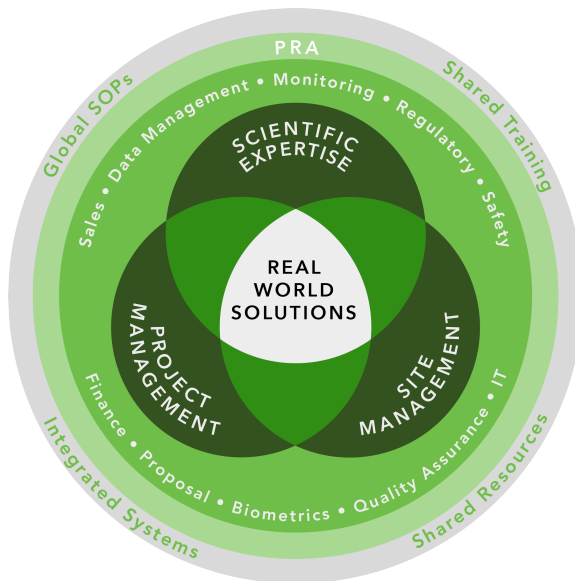 PRA
Global SOPs
Shared Training
Sales • Data Management • Monitoring • Regulatory • Safety
SCIENTIFIC
EXPERTISE
REAL
WORLD
SOLUTIONS
PROJECT
MANAGEMENT
SITE
MANAGEMENT
Finance • Proposal • Biometrics • Quality Assurance • IT
Integrated Systems
Shared Resources